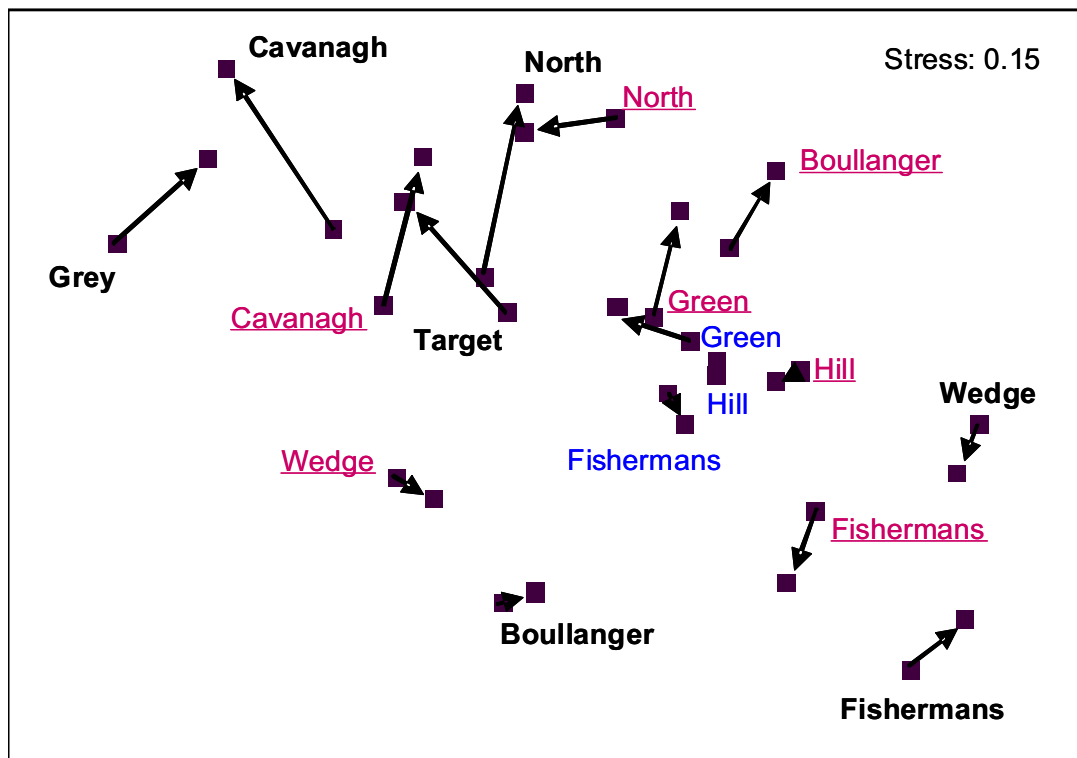 Cavanagh
North
Stress: 0.15
North
Boullanger
Grey
Cavanagh
Target
Green
Green
Hill
Hill
Wedge
Wedge
Fishermans
Fishermans
Boullanger
Fishermans